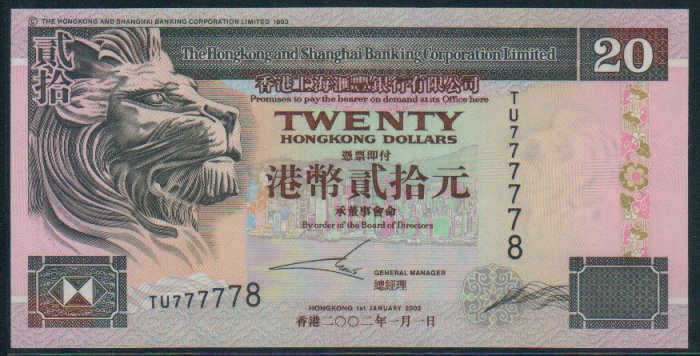 © THE HONGKONG AND SHANGHAI BANKING CORPORATION LIMITED 1993
貳拾
The Hongkong and Shanghai Banking Corporation Limited
20
香港上海滙豐銀行有限公司
Promises to pay the bearer on demand at its Office here
TWENTY
HONGKONG DOLLARS
憑票即付
港幣貳拾元
承董事會命
By order of the Board of Directors
TU777778
GENERAL MANAGER
總經理
TU777778
HONGKONG 1st JANUARY 2002
香港二〇〇二年一月一日